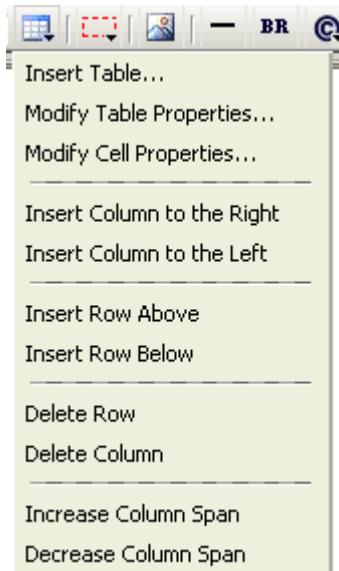 BR ©
Insert Table...
Modify Table Properties...
Modify Cell Properties...
Insert Column to the Right
Insert Column to the Left
Insert Row Above
Insert Row Below
Delete Row
Delete Column
Increase Column Span
Decrease Column Span